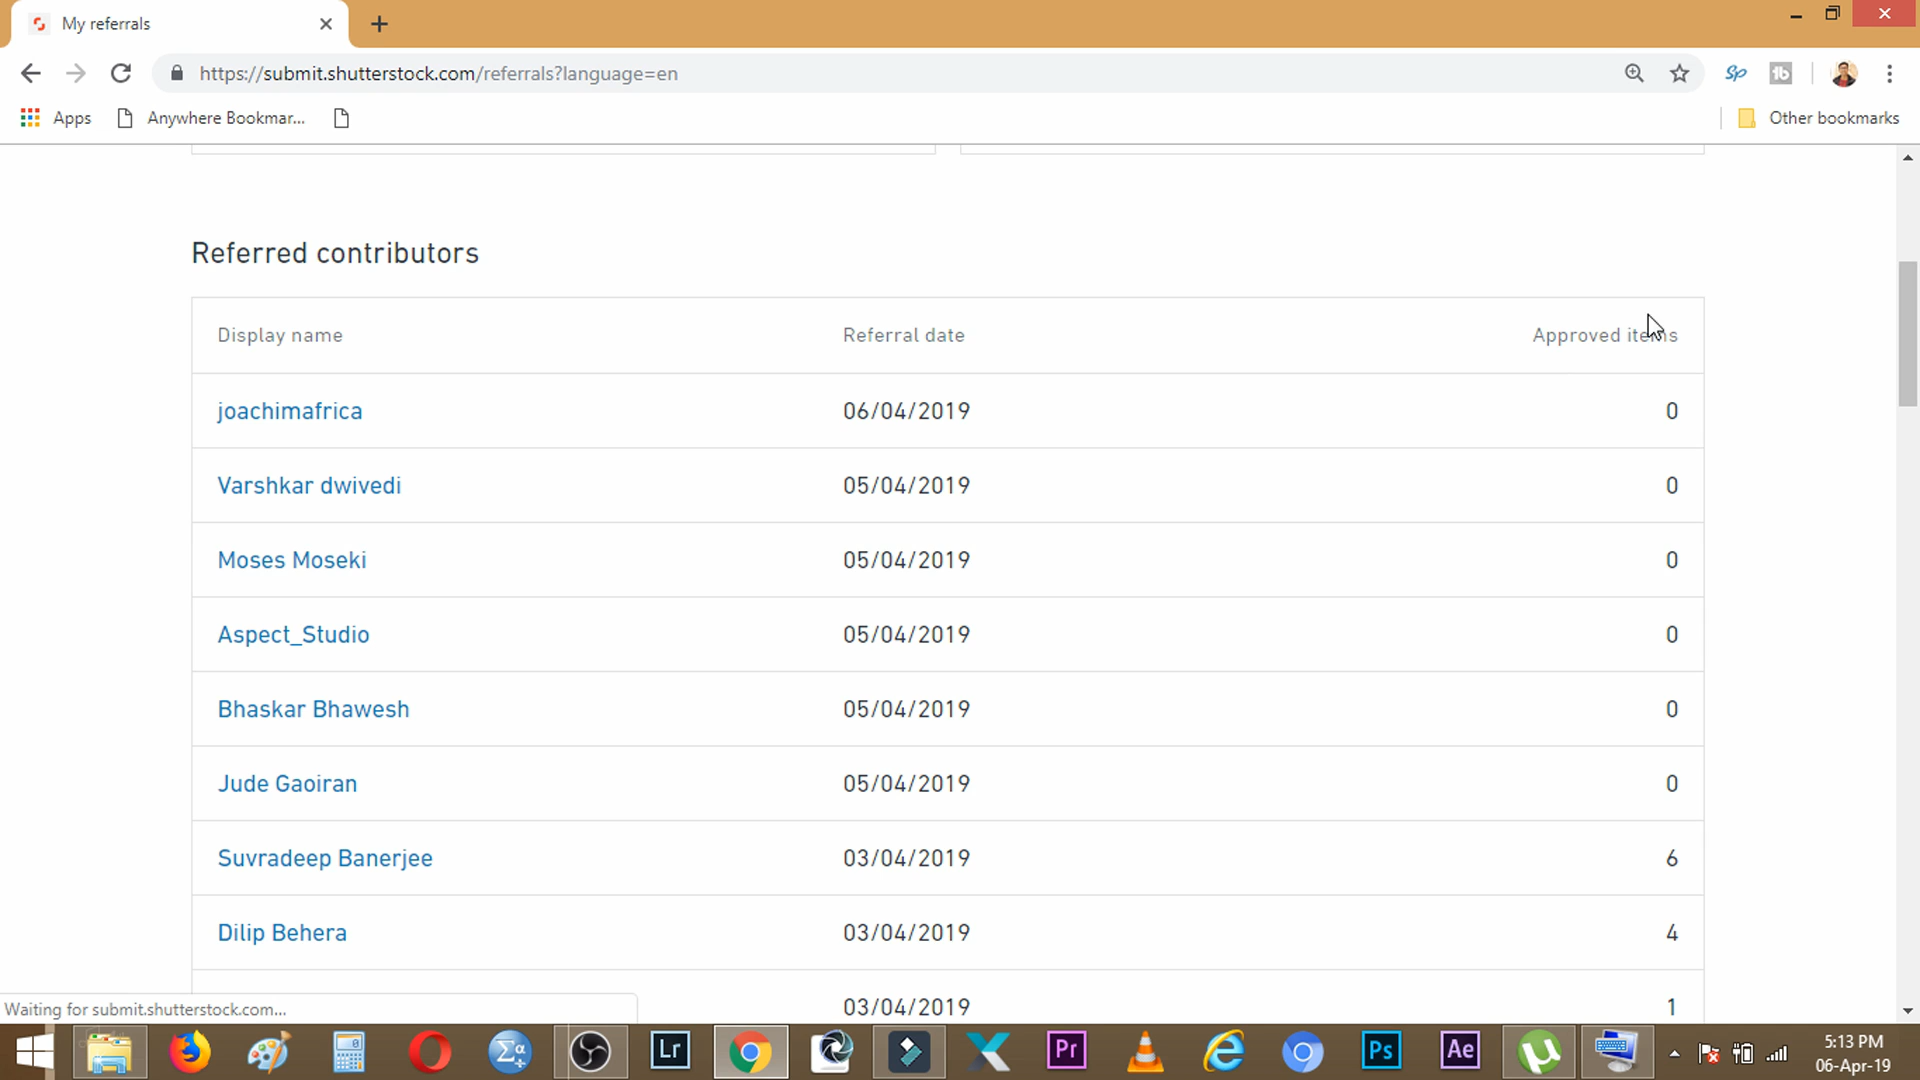 My referrals
https://submit.shutterstock.com/referrals?language=en
Sp
tb
Apps
Anywhere Bookmar...
Other bookmarks
Referred contributors
Display name Referral date Approved items
joachimafrica 06/04/2019 0
Varshkar dwivedi 05/04/2019 0
Moses Moseki 05/04/2019 0
Aspect_Studio 05/04/2019 0
Bhaskar Bhawesh 05/04/2019 0
Jude Gaoiran 05/04/2019 0
Suvradeep Banerjee 03/04/2019 6
Dilip Behera 03/04/2019 4
03/04/2019 1
Waiting for submit.shutterstock.com...
Σα
Lr
Pr
Ps
Ae
5:13 PM
06-Apr-19